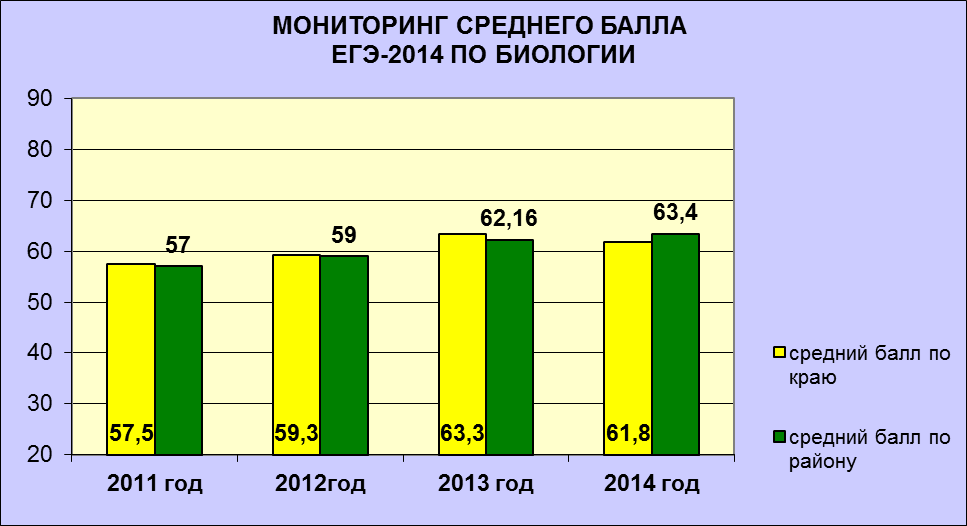 МОНИТОРИНГ СРЕДНЕГО БАЛЛА
ЕГЭ-2014 ПО БИОЛОГИИ
90
80
70
60
50
40
30
20
57
59
62,16
63,4
57,5
59,3
63,3
61,8
2011 год
2012год
2013 год
2014 год
средний балл по
краю
средний балл по
району